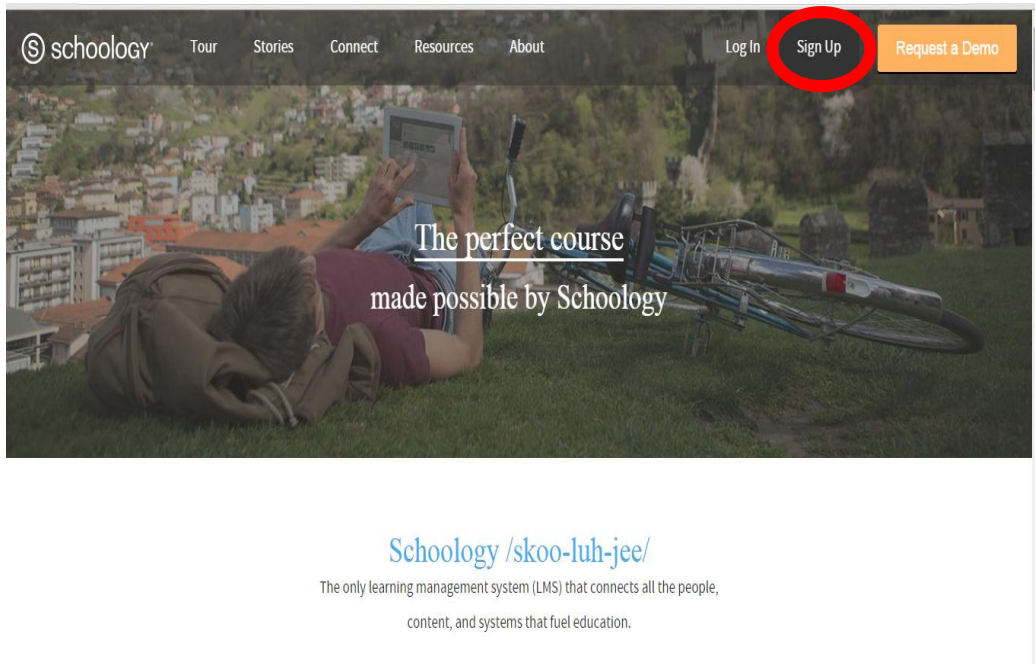 schoology Tour Stories Connect Resources About Log In Sign Up Request a Demo
The perfect course
made possible by Schoology
Schoology /skoo-luh-jee/
The only learning management system (LMS) that connects all the people,
content, and systems that fuel education.